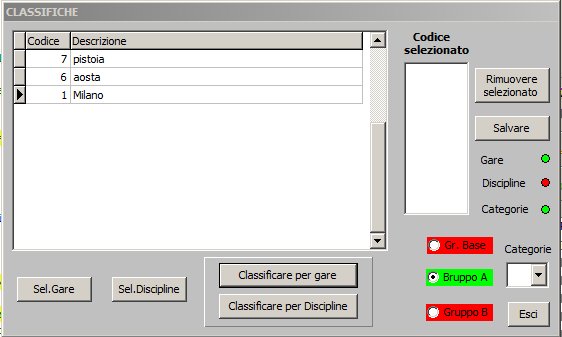 CLASSIFICHE
Codice Descrizione
7 pistoia
6 aosta
1 Milano
Codice
selezionato
Rimuovere
selezionato
Salvare
Gare
Discipline
Categorie
Gr. Base
Categorie
Bruppo A
Gruppo B
Esci
Sel.Gare
Sel.Discipline
Classificare per gare
Classificare per Discipline